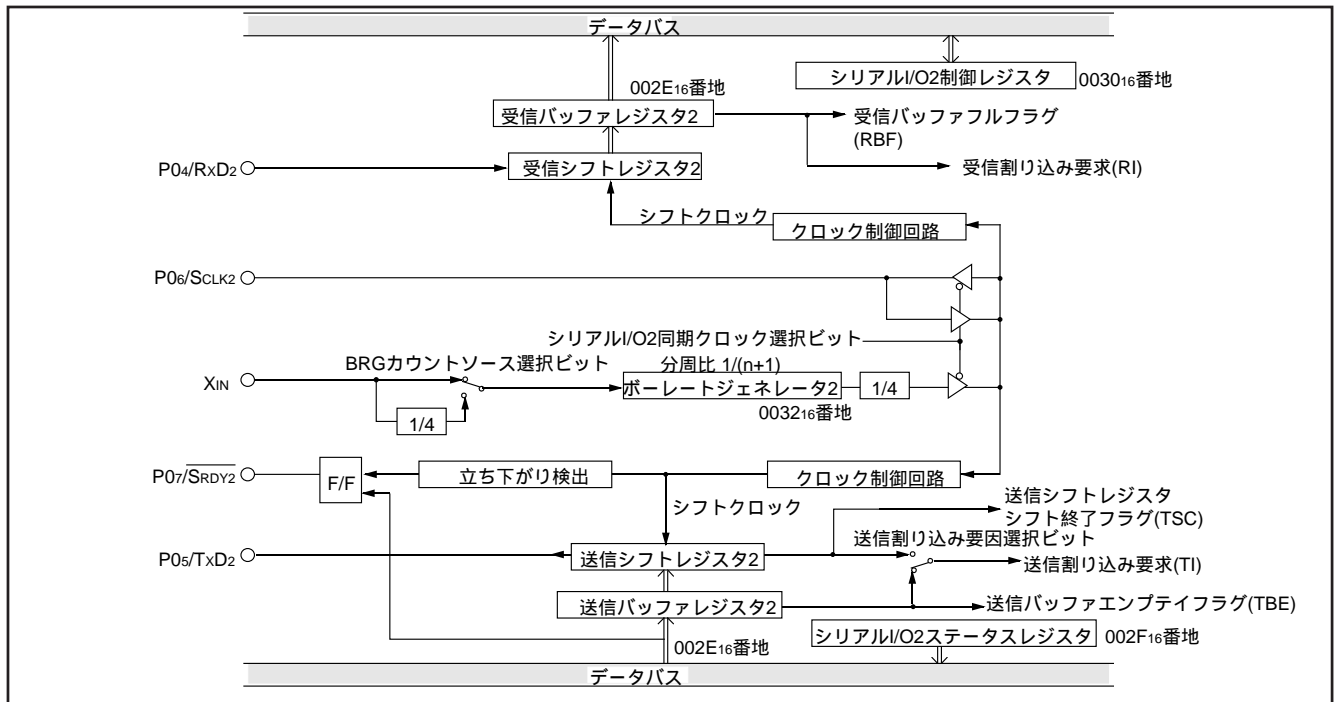 データバス
シリアルI/O2制御レジスタ 003016番地
002E16番地
受信バッファレジスタ2
受信バッファフルフラグ
(RBF)
P04/RXD2
受信シフトレジスタ2
受信割り込み要求(RI)
シフトクロック
クロック制御回路
P06/SCLK2
シリアルI/O2同期クロック選択ビット
BRGカウントソース選択ビット
分周比 1/(n+1)
XIN
ボーレートジェネレータ2
1/4
003216番地
1/4
P07/SRDY2
F/F
立ち下がり検出
クロック制御回路
シフトクロック
送信シフトレジスタ
シフト終了フラグ(TSC)
送信割り込み要因選択ビット
P05/TXD2
送信シフトレジスタ2
送信割り込み要求(TI)
送信バッファレジスタ2
送信バッファエンプテイフラグ(TBE)
002E16番地
シリアルI/O2ステータスレジスタ 002F16番地
データバス